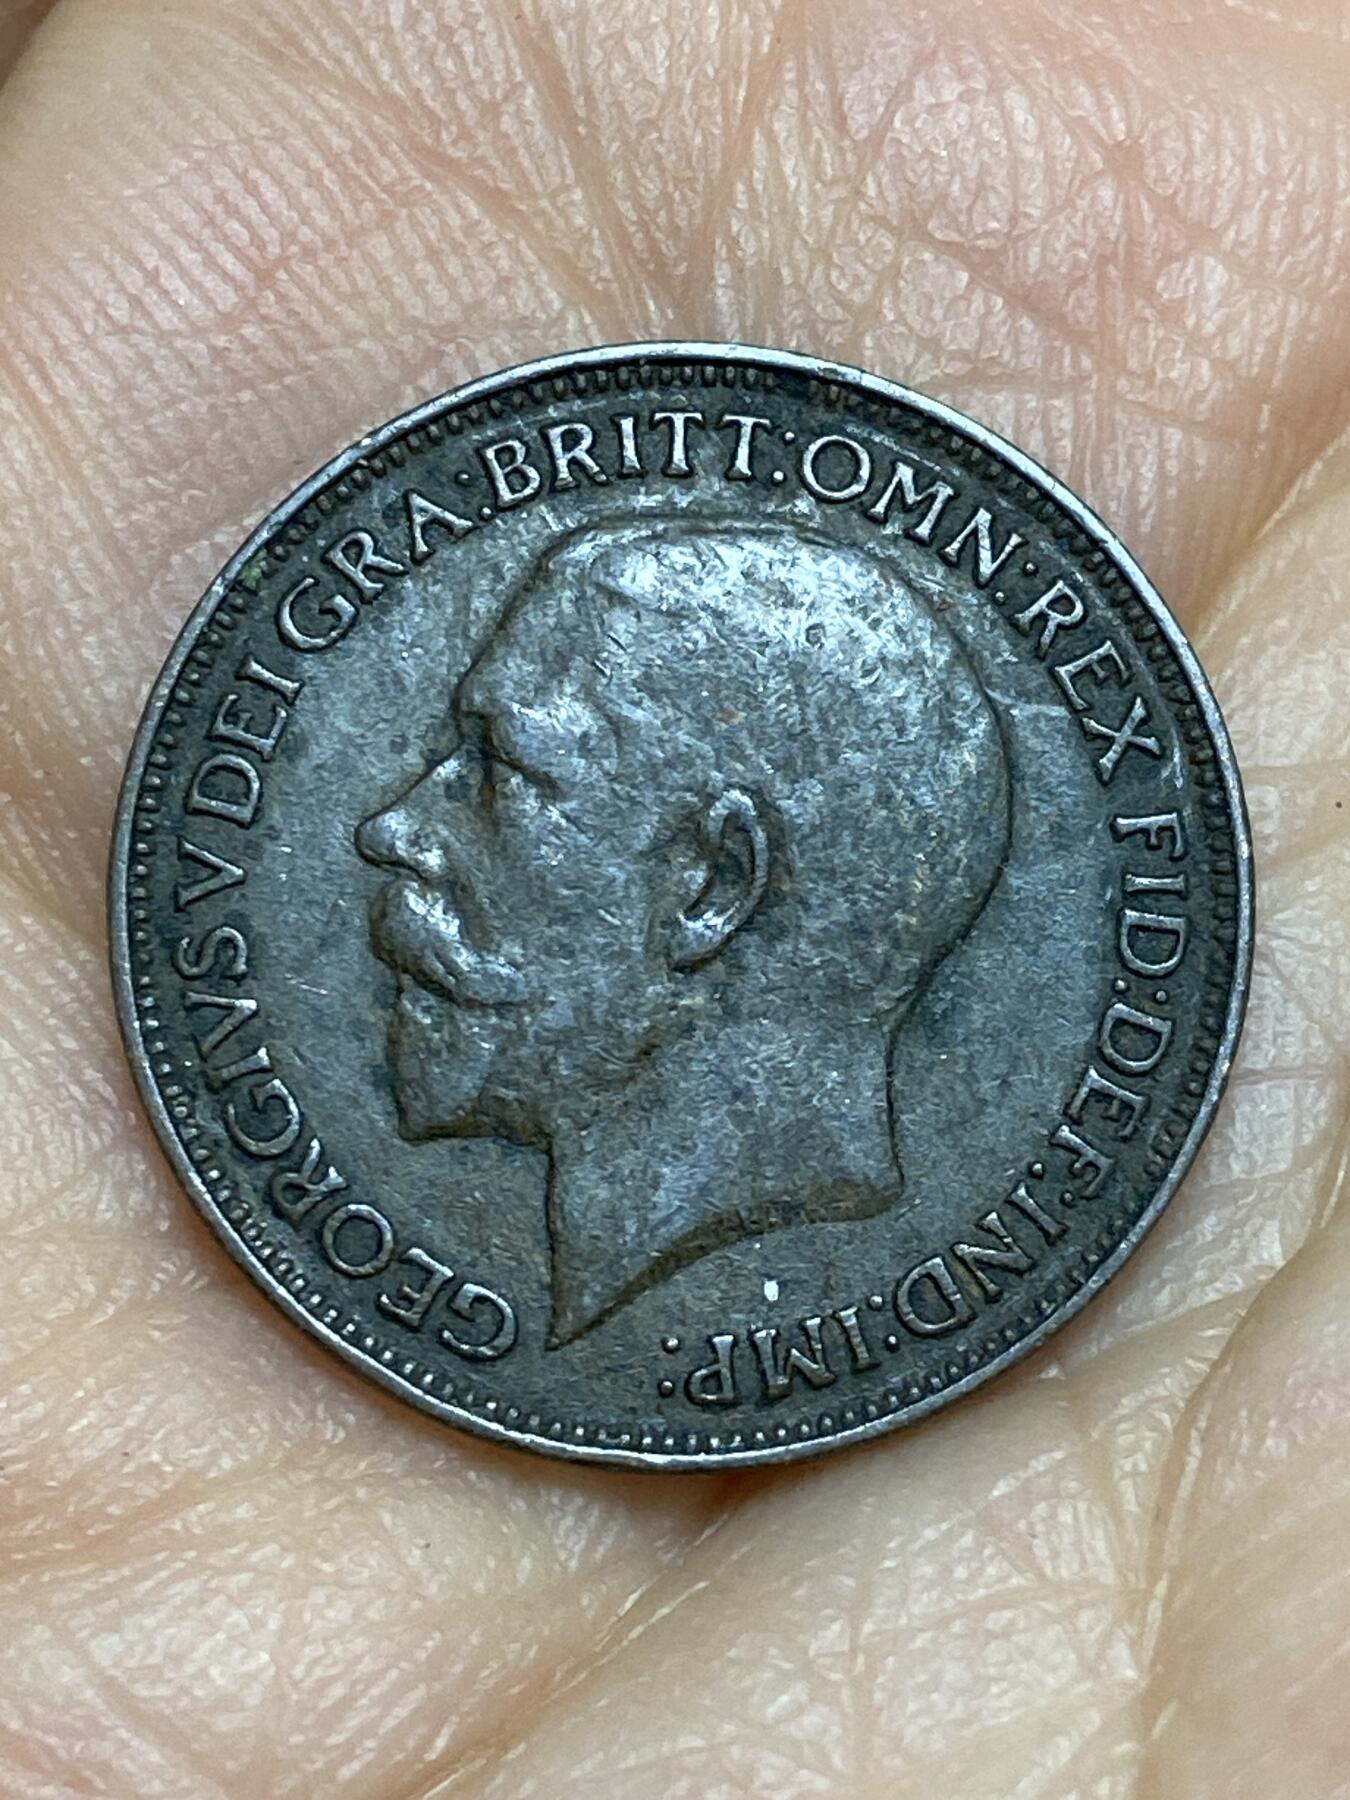 GEORGIVS V DEI GRA: BRITT: OMN: REX FID: DEF: IND: IMP: